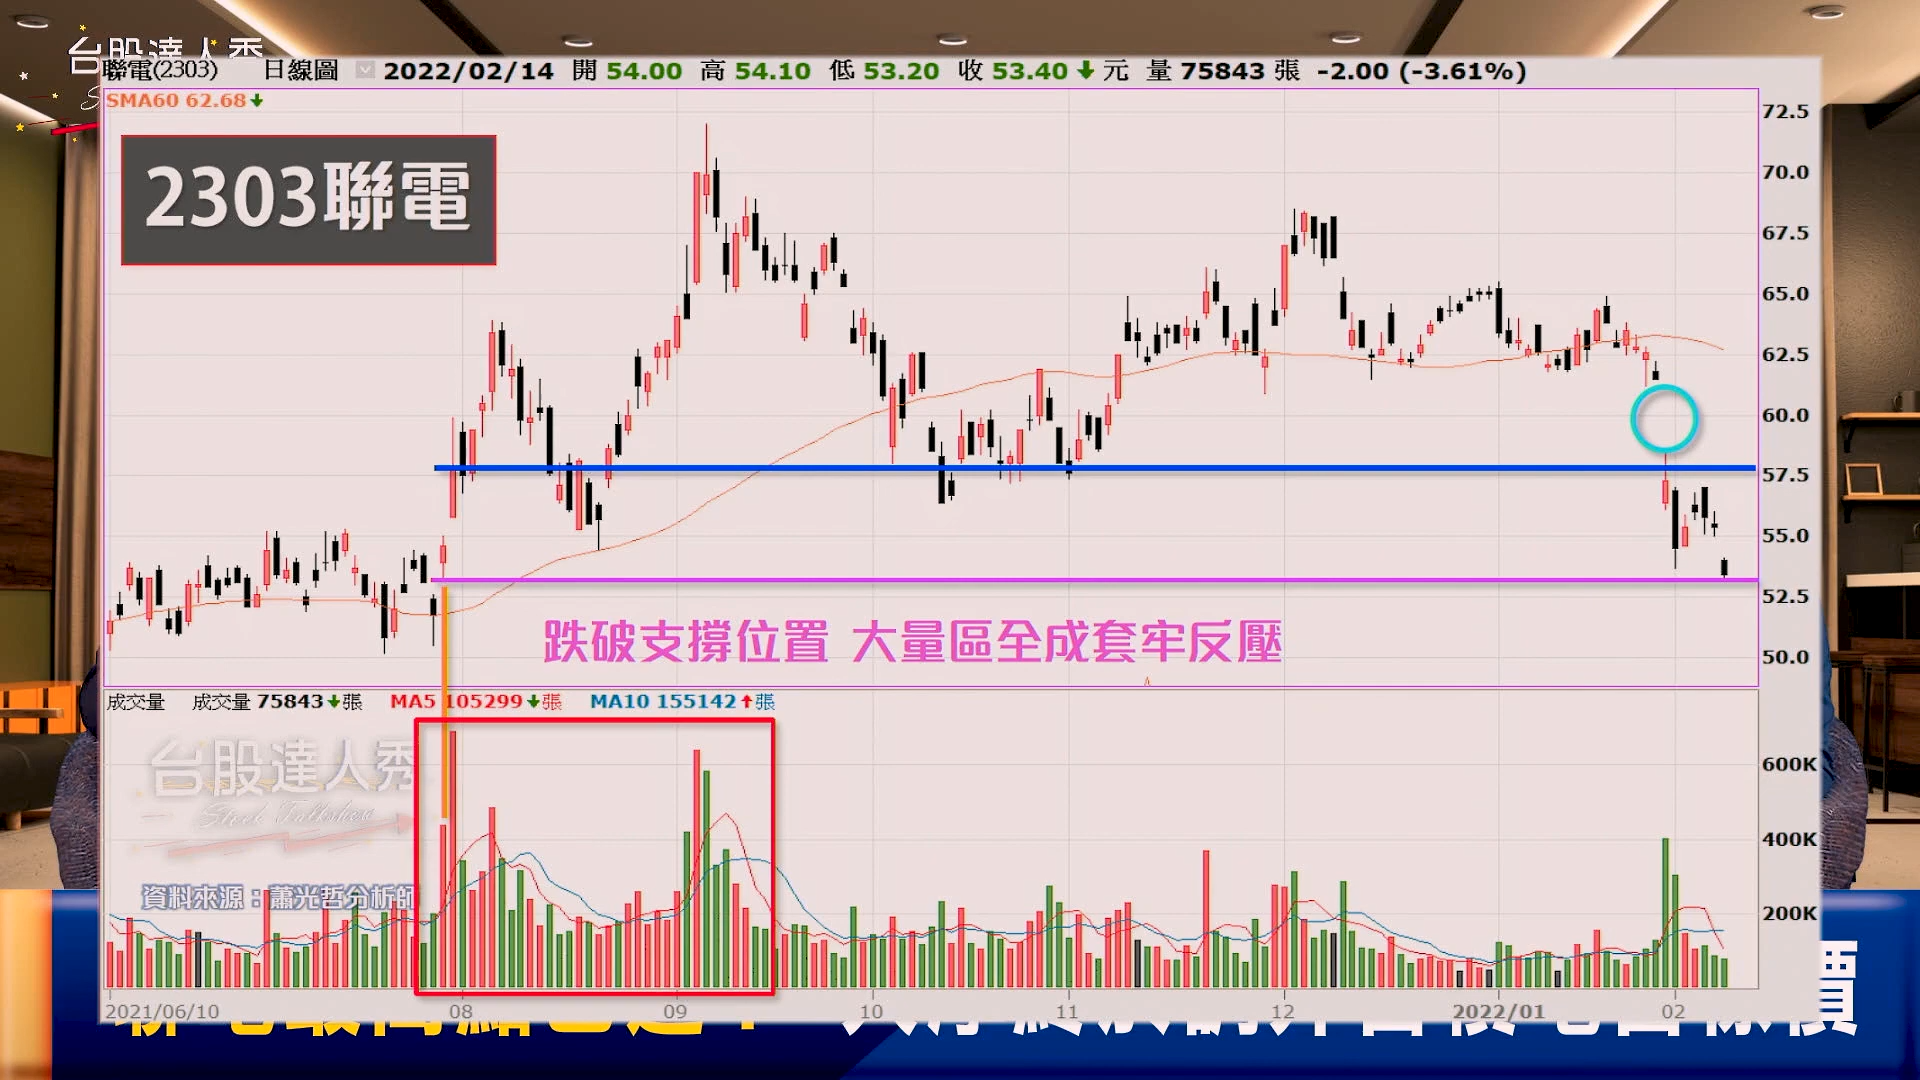 台股達人秀
聯電(2303) 日線圖 2022/02/14 開 54.00 高 54.10 低 53.20 收 53.40 元 量 75843 張 -2.00 (-3.61%)
SMA60 62.68
2303聯電
72.5
70.0
67.5
65.0
62.5
60.0
57.5
55.0
52.5
50.0
跌破支撐位置 大量區全成套牢反壓
成交量 成交量 75843 張 MA5 105299 張 MA10 155142 張
台股達人秀
Stock Talkshow
資料來源：蕭光哲分析師
600K
400K
200K
2021/06/10 08 09 10 11 12 2022/01 02